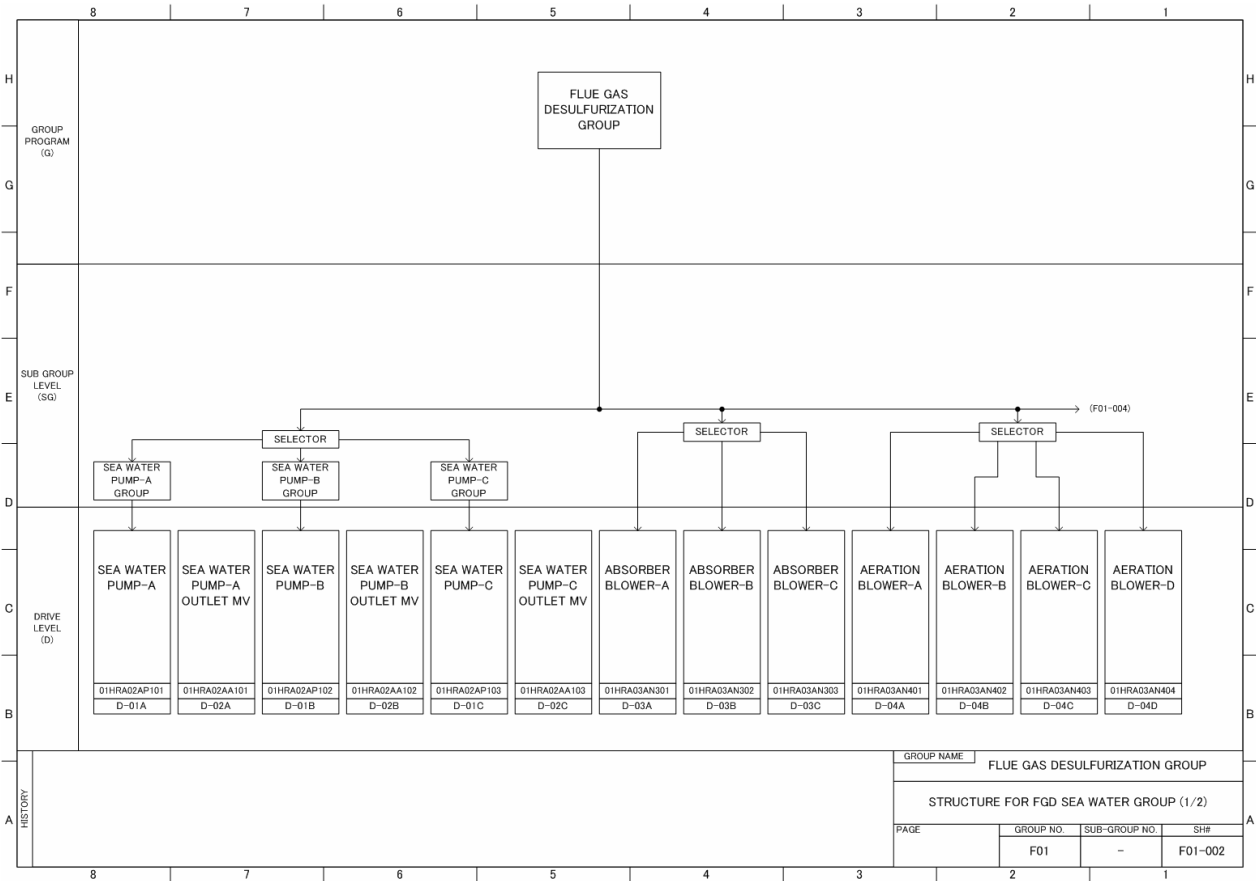 8 7 6 5 4 3 2 1
H H
FLUE GAS
DESULFURIZATION
GROUP
GROUP
PROGRAM
(G)
G G
F F
SUB GROUP
LEVEL
(SG)
E E
(F01-004)
SELECTOR SELECTOR SELECTOR
SEA WATER
PUMP-A
GROUP
SEA WATER
PUMP-B
GROUP
SEA WATER
PUMP-C
GROUP
D D
DRIVE
LEVEL
(D)
C C
SEA WATER
PUMP-A
01HRA02AP101
D-01A
SEA WATER
PUMP-A
OUTLET MV
01HRA02AA101
D-02A
SEA WATER
PUMP-B
01HRA02AP102
D-01B
SEA WATER
PUMP-B
OUTLET MV
01HRA02AA102
D-02B
SEA WATER
PUMP-C
01HRA02AP103
D-01C
SEA WATER
PUMP-C
OUTLET MV
01HRA02AA103
D-02C
ABSORBER
BLOWER-A
01HRA03AN301
D-03A
ABSORBER
BLOWER-B
01HRA03AN302
D-03B
ABSORBER
BLOWER-C
01HRA03AN303
D-03C
AERATION
BLOWER-A
01HRA03AN401
D-04A
AERATION
BLOWER-B
01HRA03AN402
D-04B
AERATION
BLOWER-C
01HRA03AN403
D-04C
AERATION
BLOWER-D
01HRA03AN404
D-04D
B B
HISTORY
A A
GROUP NAME
FLUE GAS DESULFURIZATION GROUP
STRUCTURE FOR FGD SEA WATER GROUP (1/2)
PAGE GROUP NO. SUB-GROUP NO. SH#
F01 - F01-002
8 7 6 5 4 3 2 1